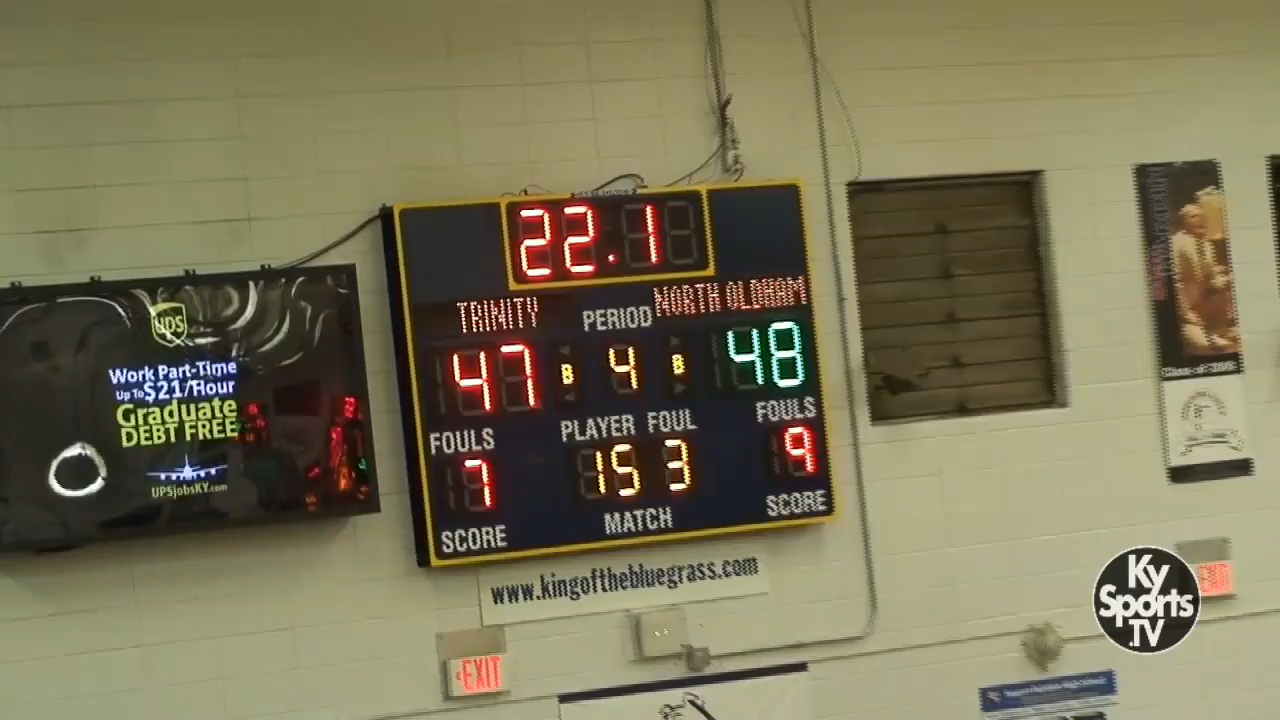 22.1
TRINITY
PERIOD
NORTH OLDHAM
47
B
4
B
48
FOULS
PLAYER FOUL
FOULS
7
15 3
9
SCORE
MATCH
SCORE
ups
Work Part-Time
Up To $21/Hour
Graduate
DEBT FREE
UPSjobsKY.com
www.kingofthebluegrass.com
EXIT
EXIT
Ky
Sports
.TV